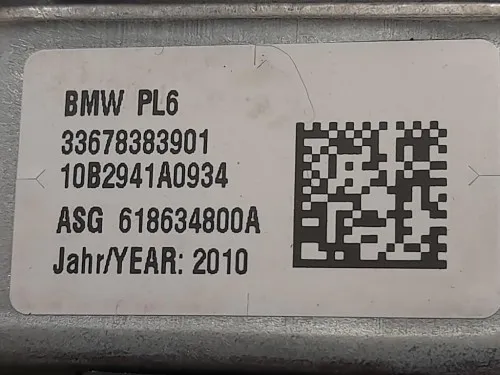 BMW PL6
33678383901
10B2941A0934
ASG 618634800A
Jahr/YEAR: 2010